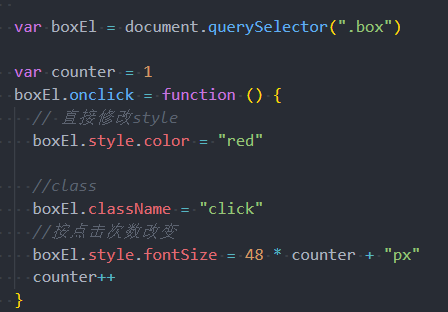 var boxEl = document.querySelector(".box")
var counter = 1
boxEl.onclick = function () {
// 直接修改style
boxEl.style.color = "red"
//class
boxEl.className = "click"
//按点击次数改变
boxEl.style.fontSize = 48 * counter + "px"
counter++
}